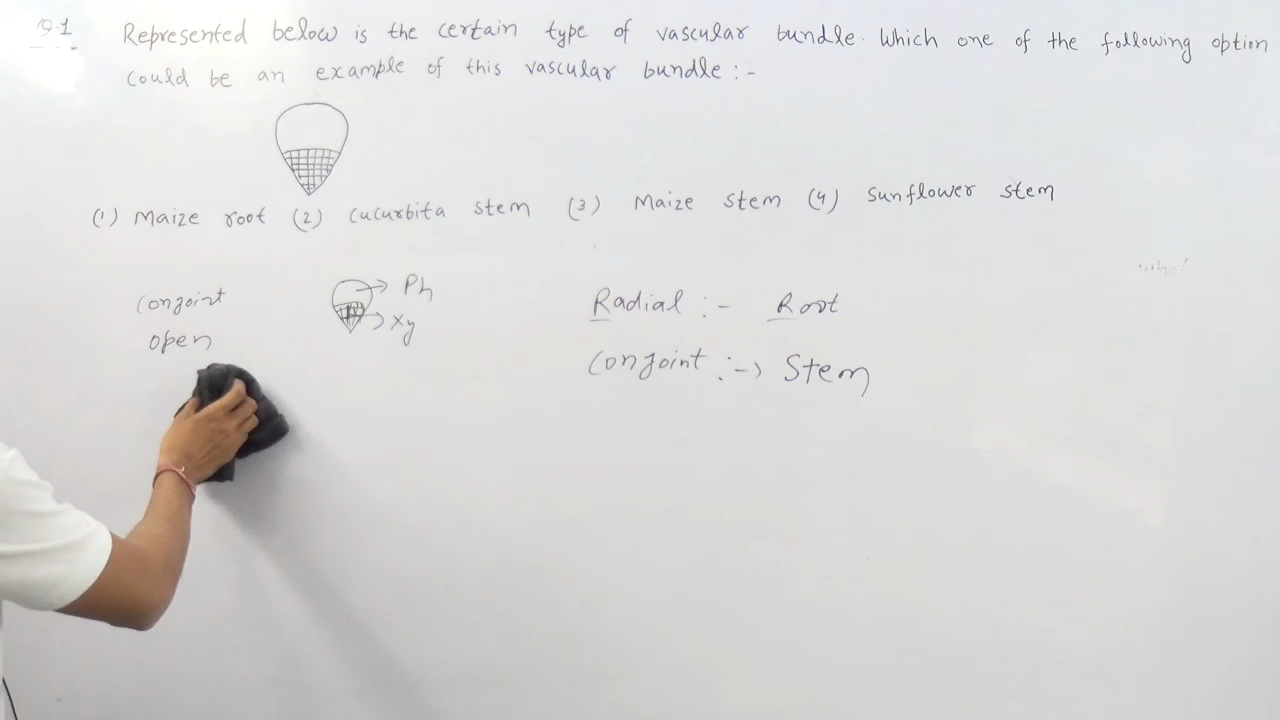 Q.1 Represented below is the certain type of vascular bundle. Which one of the following option
could be an example of this vascular bundle :-
(1) Maize root (2) Cucurbita stem (3) Maize stem (4) Sunflower stem
Conjoint
open
Ph
Xy
Radial :- Root
Conjoint :-> Stem